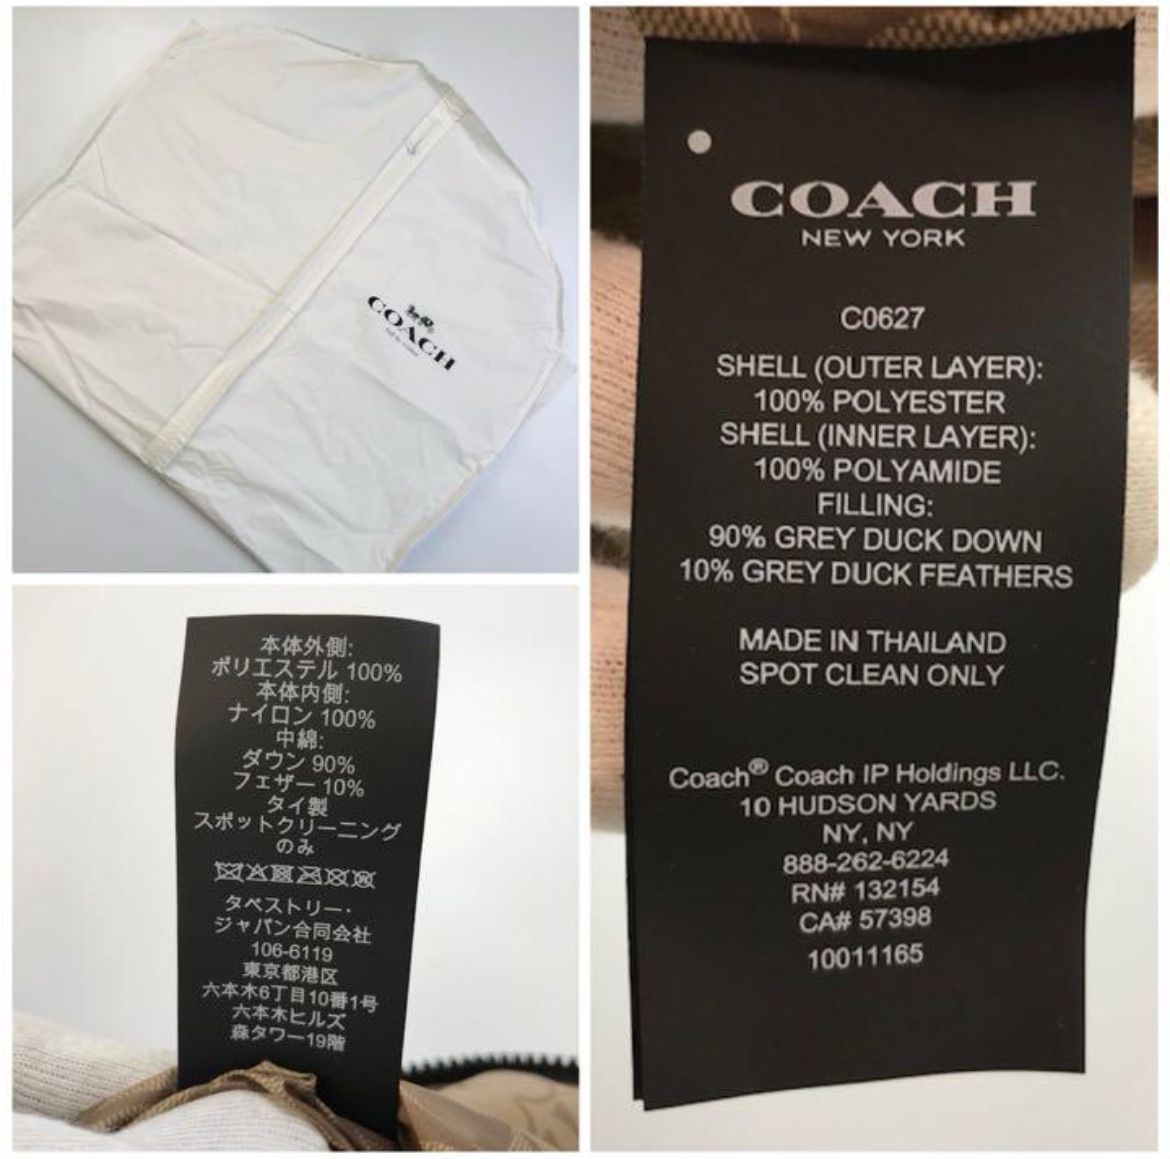 COACH
COACH
NEW YORK
C0627
SHELL (OUTER LAYER):
100% POLYESTER
SHELL (INNER LAYER):
100% POLYAMIDE
FILLING:
90% GREY DUCK DOWN
10% GREY DUCK FEATHERS
MADE IN THAILAND
SPOT CLEAN ONLY
Coach® Coach IP Holdings LLC.
10 HUDSON YARDS
NY, NY
888-262-6224
RN# 132154
CA# 57398
10011165
本体外側:
ポリエステル 100%
本体内側:
ナイロン 100%
中綿:
ダウン 90%
フェザー 10%
タイ製
スポットクリーニング
のみ
タペストリー・
ジャパン合同会社
106-6119
東京都港区
六本木6丁目10番1号
六本木ヒルズ
森タワー19階